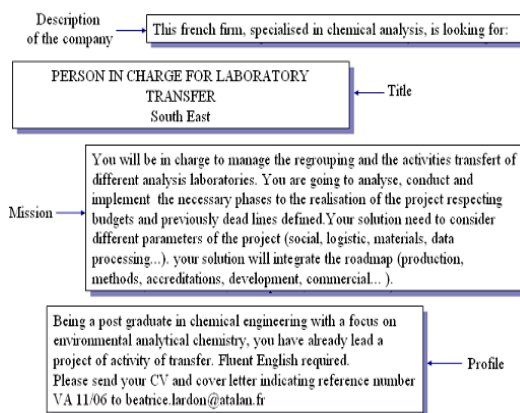 Description
of the company
This french firm, specialised in chemical analysis, is looking for:
PERSON IN CHARGE FOR LABORATORY
TRANSFER
South East
Title
You will be in charge to manage the regrouping and the activities transfert of
different analysis laboratories. You are going to analyse, conduct and
implement the necessary phases to the realisation of the project respecting
budgets and previously dead lines defined.Your solution need to consider
different parameters of the project (social, logistic, materials, data
processing...). your solution will integrate the roadmap (production,
methods, accreditations, development, commercial... ).
Mission
Being a post graduate in chemical engineering with a focus on
environmental analytical chemistry, you have already lead a
project of activity of transfer. Fluent English required.
Please send your CV and cover letter indicating reference number
VA 11/06 to beatrice.lardon@atalan.fr
Profile